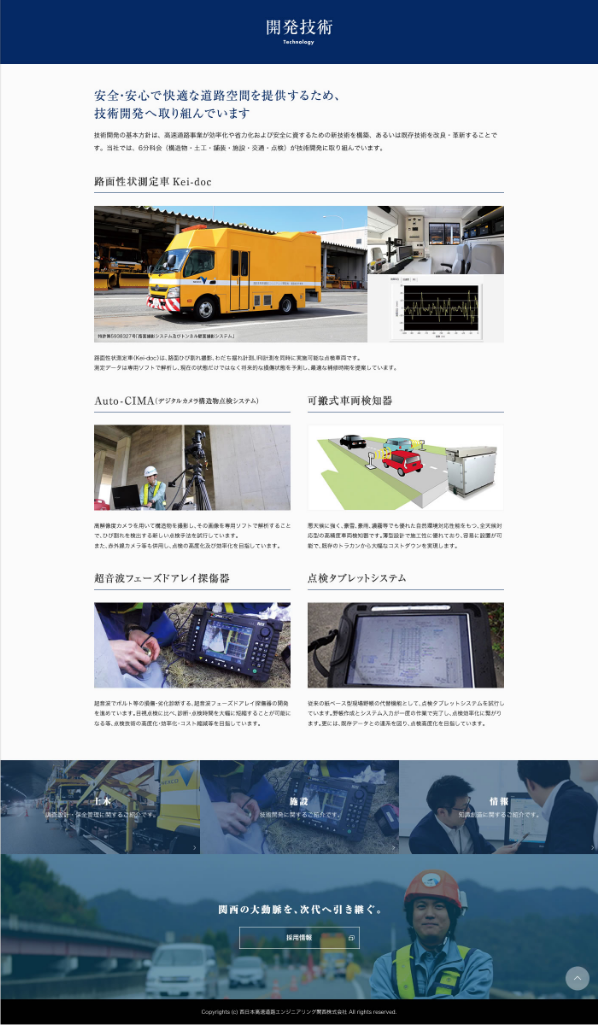 開発技術
Technology
安全・安心で快適な道路空間を提供するため、
技術開発へ取り組んでいます
技術開発の基本方針は、高速道路事業が効率化や省力化および安全に資するための新技術を構築、あるいは既存技術を改良・革新することで
す。当社では、6分科会（構造物・土工・舗装・施設・交通・点検）が技術開発に取り組んでいます。
路面性状測定車 Kei-doc
路面性状測定車(Kei-doc)は、路面ひび割れ撮影、わだち掘れ計測、IRI計測を同時に実施可能な点検車両です。
測定データは専用ソフトで解析し、現在の状態だけではなく将来的な損傷状態を予測し、最適な補修時期を提案しています。
Auto-CIMA(デジタルカメラ構造物点検システム)
高解像度カメラを用いて構造物を撮影し、その画像を専用ソフトで解析すること
で、ひび割れを検出する新しい点検手法を試行しています。
また、赤外線カメラ等も併用し、点検の高度化及び効率化を目指しています。
可搬式車両検知器
悪天候に強く、豪雪、豪雨、濃霧等でも優れた自然環境対応性能をもつ、全天候対
応型の高精度車両検知器です。薄型設計で施工性に優れており、容易に設置が可
能で、既存のトラカンから大幅なコストダウンを実現します。
超音波フェーズドアレイ探傷器
超音波でボルト等の損傷・劣化診断する、超音波フェーズドアレイ探傷器の開発
を進めています。目視点検に比べ、診断・点検時間を大幅に短縮することが可能に
なる等、点検技術の高度化・効率化・コスト縮減等を目指しています。
点検タブレットシステム
従来の紙ベース型現場野帳の代替機能として、点検タブレットシステムを試行し
ています。野帳作成とシステム入力が一度の作業で完了し、点検効率化に繋がり
ます。更には、既存データとの連系を図り、点検高度化を目指しています。
土木
調査設計・保全管理に関するご紹介です。
施設
技術開発に関するご紹介です。
情報
知識創造に関するご紹介です。
関西の大動脈を、次代へ引き継ぐ。
採用情報
Copyrights (c) 西日本高速道路エンジニアリング関西株式会社 All rights reserved.